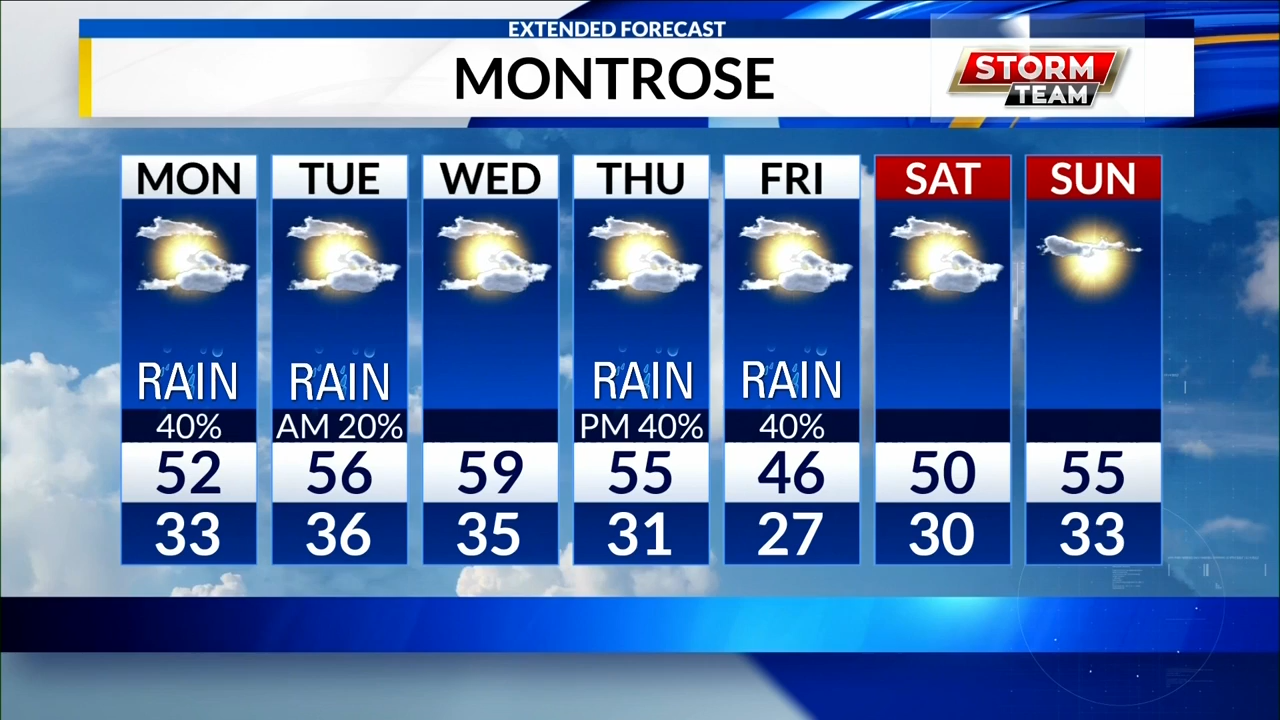 EXTENDED FORECAST
MONTROSE
STORM
TEAM
MON TUE WED THU FRI SAT SUN
RAIN RAIN RAIN RAIN
40% AM 20% PM 40% 40%
52 56 59 55 46 50 55
33 36 35 31 27 30 33